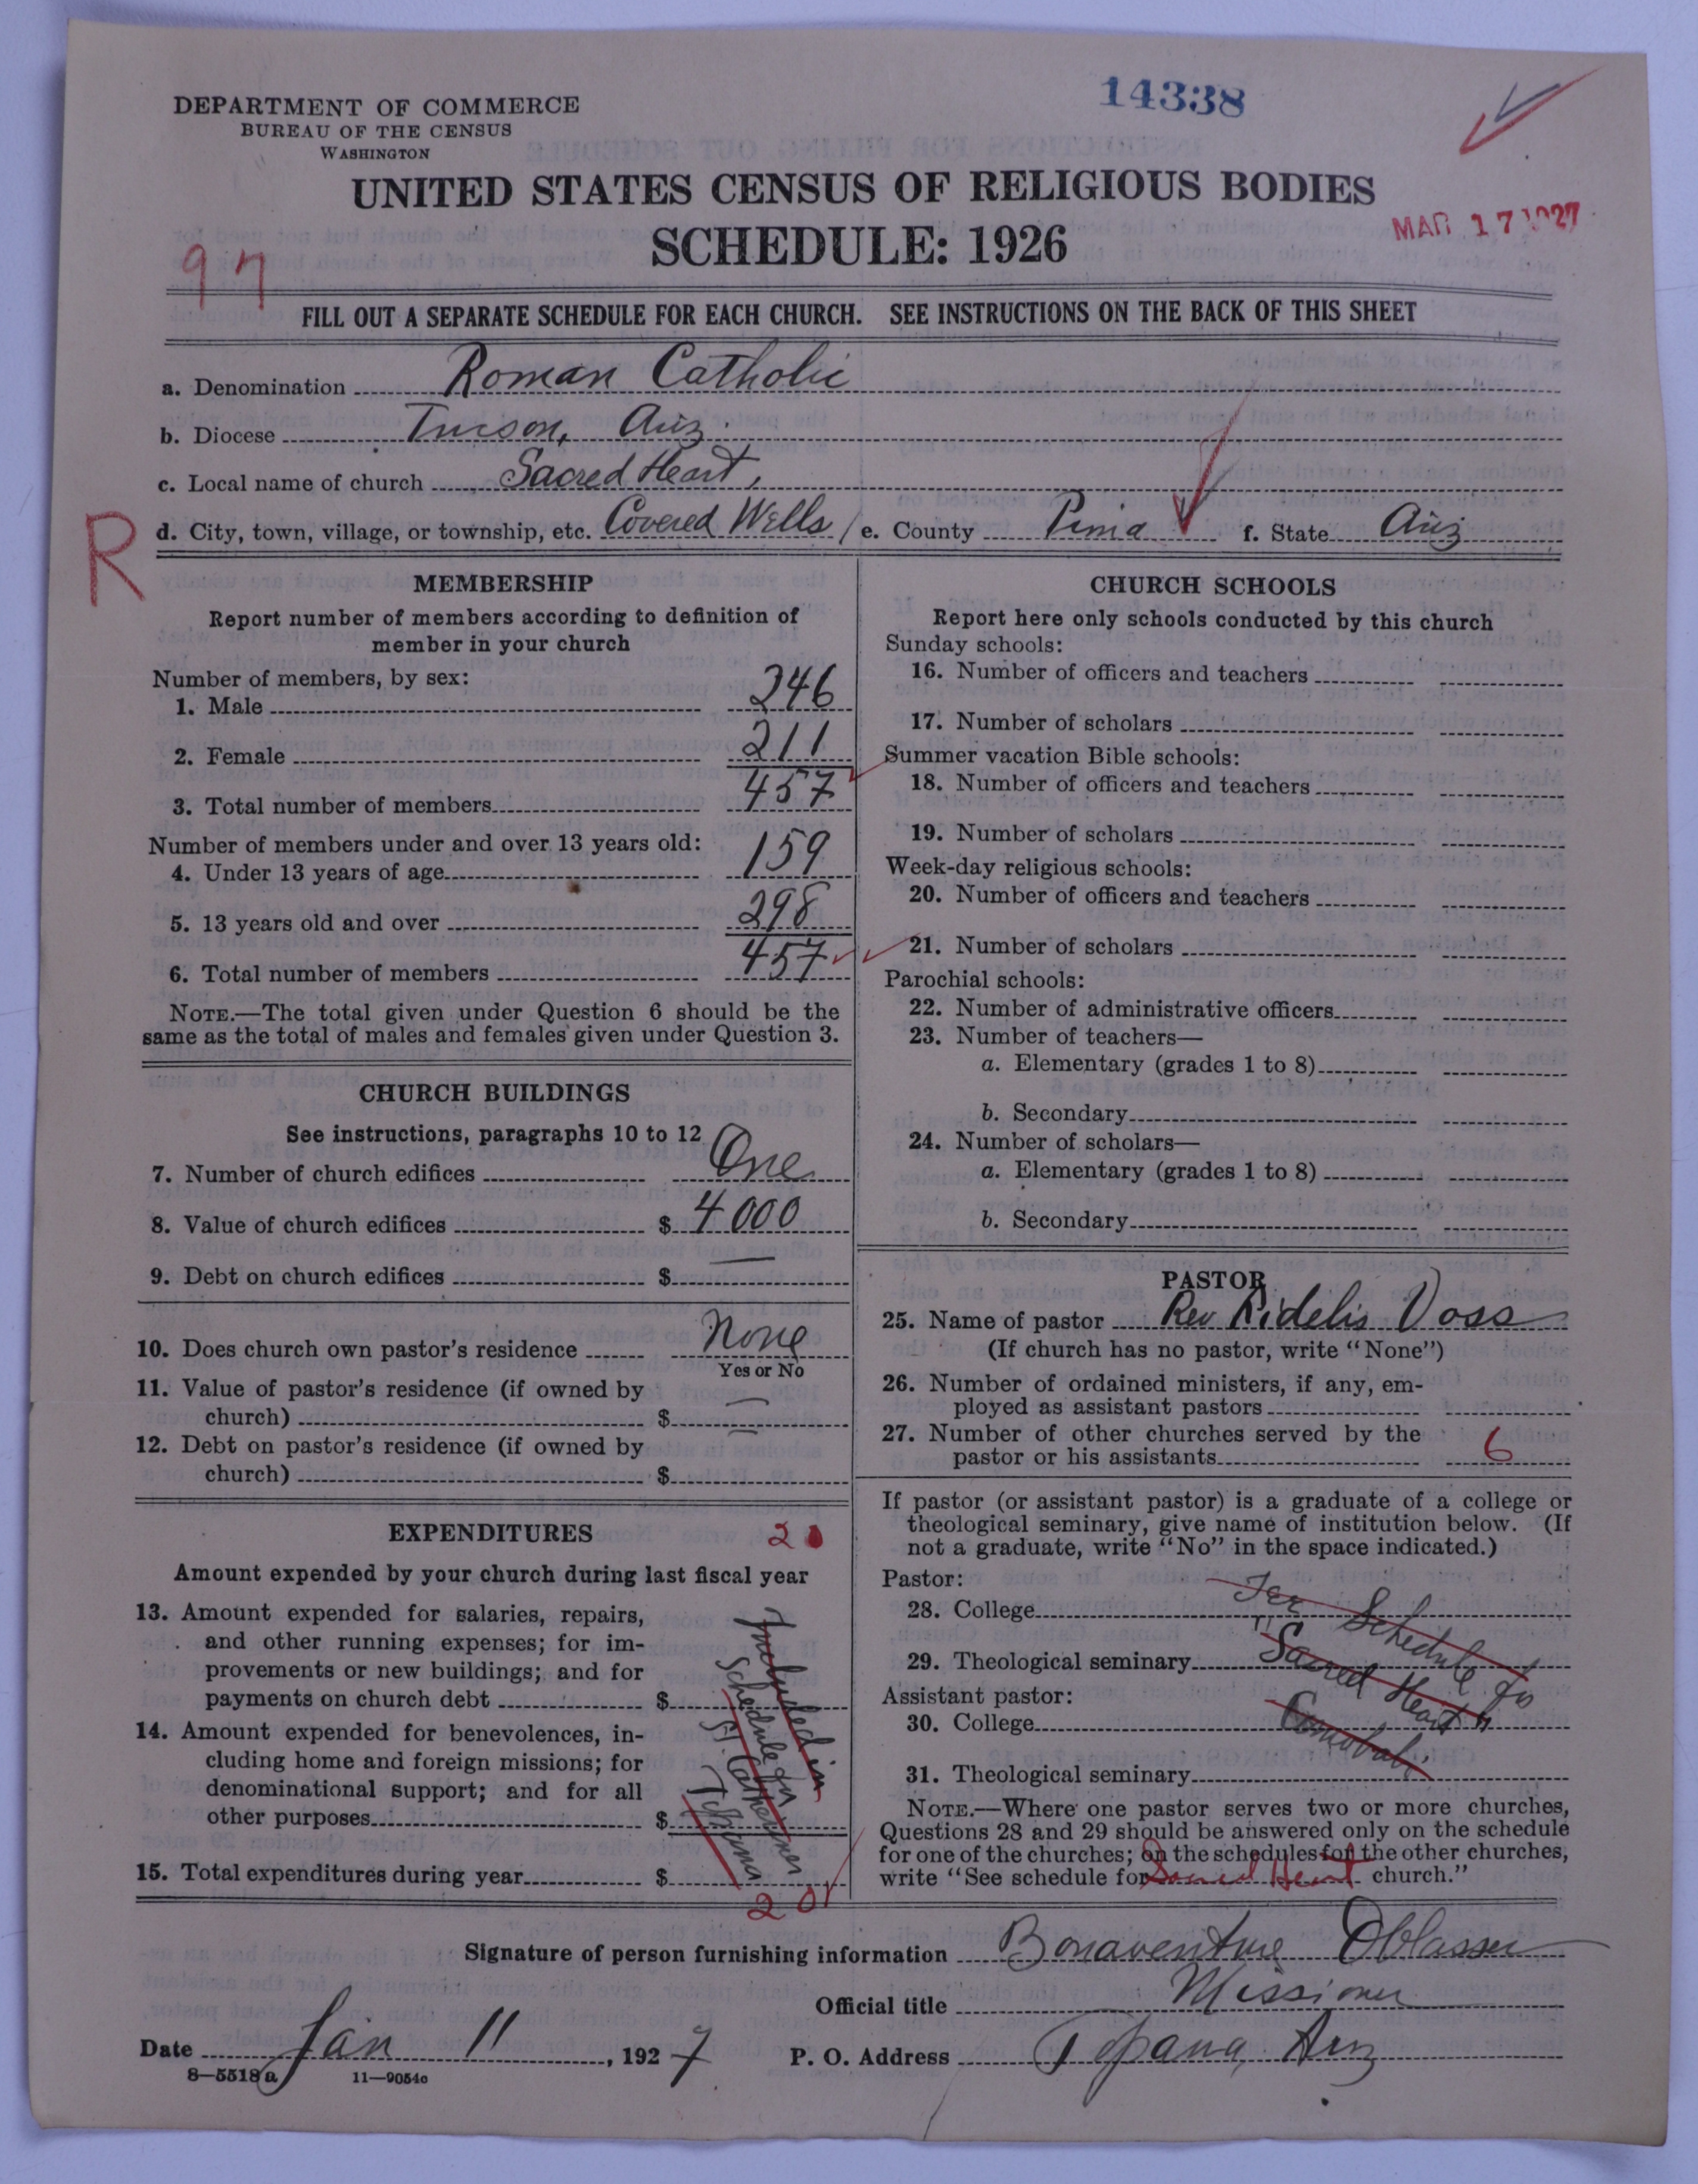 14338
DEPARTMENT OF COMMERCE
BUREAU OF THE CENSUS
WASHINGTON
UNITED STATES CENSUS OF RELIGIOUS BODIES
SCHEDULE: 1926
MAR 17 1927
97
FILL OUT A SEPARATE SCHEDULE FOR EACH CHURCH. SEE INSTRUCTIONS ON THE BACK OF THIS SHEET
a. Denomination Roman Catholic
b. Diocese Tucson, Ariz.
c. Local name of church Sacred Heart,
R
d. City, town, village, or township, etc. Covered Wells / e. County Pima f. State Ariz
MEMBERSHIP
Report number of members according to definition of
member in your church
Number of members, by sex:
1. Male 246
2. Female 211
3. Total number of members 457
Number of members under and over 13 years old:
4. Under 13 years of age 159
5. 13 years old and over 298
6. Total number of members 457
NOTE.—The total given under Question 6 should be the
same as the total of males and females given under Question 3.
CHURCH BUILDINGS
See instructions, paragraphs 10 to 12
7. Number of church edifices One
8. Value of church edifices $ 4000
9. Debt on church edifices $ —
10. Does church own pastor's residence None
Yes or No
11. Value of pastor's residence (if owned by
church) $ —
12. Debt on pastor's residence (if owned by
church) $ —
EXPENDITURES
20
Amount expended by your church during last fiscal year
13. Amount expended for salaries, repairs,
and other running expenses; for im-
provements or new buildings; and for
payments on church debt $
14. Amount expended for benevolences, in-
cluding home and foreign missions; for
denominational support; and for all
other purposes $
15. Total expenditures during year $
Included in
Schedule for
St. Catherines
20
CHURCH SCHOOLS
Report here only schools conducted by this church
Sunday schools:
16. Number of officers and teachers
17. Number of scholars
Summer vacation Bible schools:
18. Number of officers and teachers
19. Number of scholars
Week-day religious schools:
20. Number of officers and teachers
21. Number of scholars
Parochial schools:
22. Number of administrative officers
23. Number of teachers—
a. Elementary (grades 1 to 8)
b. Secondary
24. Number of scholars—
a. Elementary (grades 1 to 8)
b. Secondary
PASTOR
25. Name of pastor Rev Fidelis Voss
(If church has no pastor, write "None")
26. Number of ordained ministers, if any, em-
ployed as assistant pastors
27. Number of other churches served by the
pastor or his assistants 6
If pastor (or assistant pastor) is a graduate of a college or
theological seminary, give name of institution below. (If
not a graduate, write "No" in the space indicated.)
Pastor:
28. College
29. Theological seminary
Assistant pastor:
30. College
31. Theological seminary
See Schedule for
"Sacred Heart"
NOTE.—Where one pastor serves two or more churches,
Questions 28 and 29 should be answered only on the schedule
for one of the churches; on the schedules for the other churches,
write "See schedule for Sacred Heart church."
Signature of person furnishing information Bonaventure Oblasser
Official title Missioner
Date Jan 11, 1927 P. O. Address Topawa, Ariz
8—5518a 11—9054o